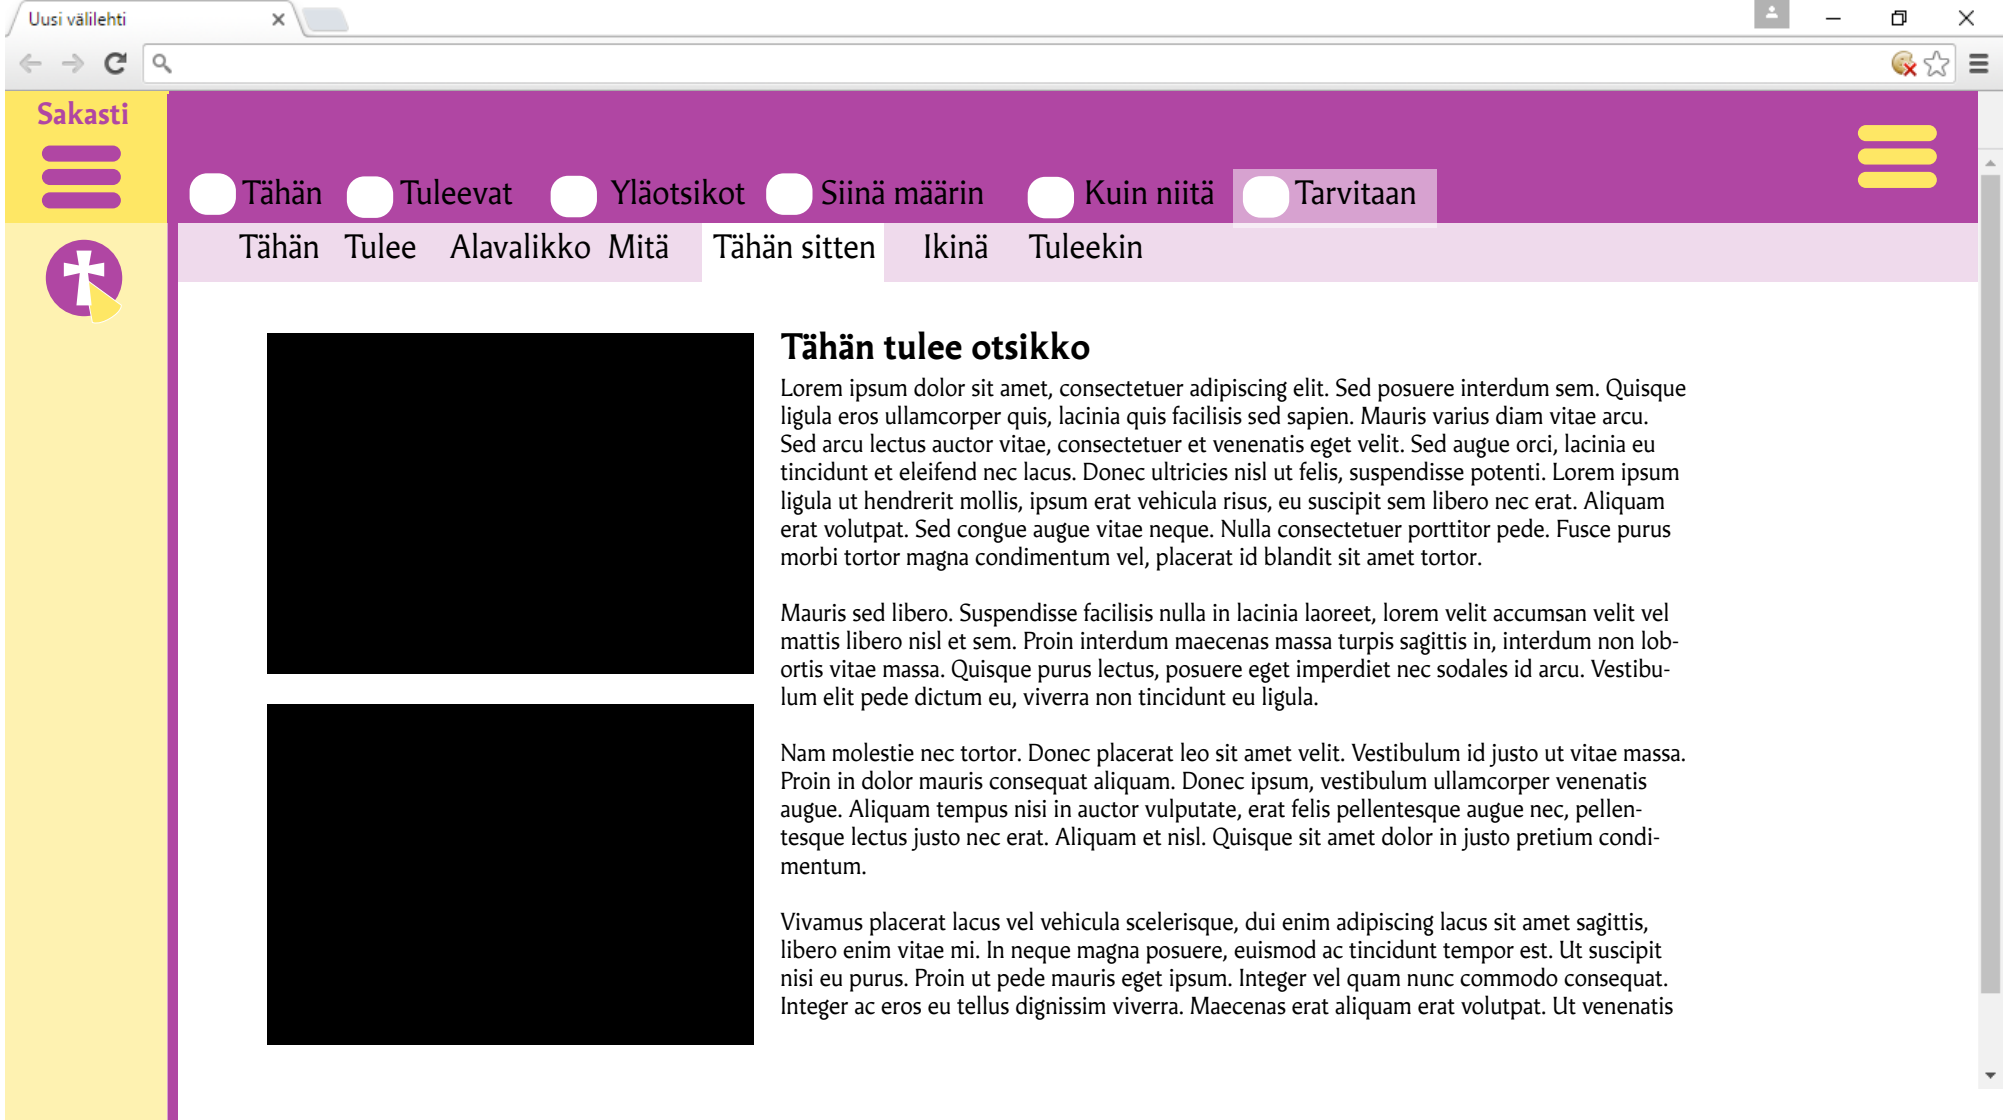 Uusi välilehti
Sakasti
Tähän Tuleevat Yläotsikot Siinä määrin Kuin niitä Tarvitaan
Tähän Tulee Alavalikko Mitä Tähän sitten Ikinä Tuleekin
Tähän tulee otsikko
Lorem ipsum dolor sit amet, consectetuer adipiscing elit. Sed posuere interdum sem. Quisque
ligula eros ullamcorper quis, lacinia quis facilisis sed sapien. Mauris varius diam vitae arcu.
Sed arcu lectus auctor vitae, consectetuer et venenatis eget velit. Sed augue orci, lacinia eu
tincidunt et eleifend nec lacus. Donec ultricies nisl ut felis, suspendisse potenti. Lorem ipsum
ligula ut hendrerit mollis, ipsum erat vehicula risus, eu suscipit sem libero nec erat. Aliquam
erat volutpat. Sed congue augue vitae neque. Nulla consectetuer porttitor pede. Fusce purus
morbi tortor magna condimentum vel, placerat id blandit sit amet tortor.
Mauris sed libero. Suspendisse facilisis nulla in lacinia laoreet, lorem velit accumsan velit vel
mattis libero nisl et sem. Proin interdum maecenas massa turpis sagittis in, interdum non lob-
ortis vitae massa. Quisque purus lectus, posuere eget imperdiet nec sodales id arcu. Vestibu-
lum elit pede dictum eu, viverra non tincidunt eu ligula.
Nam molestie nec tortor. Donec placerat leo sit amet velit. Vestibulum id justo ut vitae massa.
Proin in dolor mauris consequat aliquam. Donec ipsum, vestibulum ullamcorper venenatis
augue. Aliquam tempus nisi in auctor vulputate, erat felis pellentesque augue nec, pellen-
tesque lectus justo nec erat. Aliquam et nisl. Quisque sit amet dolor in justo pretium condi-
mentum.
Vivamus placerat lacus vel vehicula scelerisque, dui enim adipiscing lacus sit amet sagittis,
libero enim vitae mi. In neque magna posuere, euismod ac tincidunt tempor est. Ut suscipit
nisi eu purus. Proin ut pede mauris eget ipsum. Integer vel quam nunc commodo consequat.
Integer ac eros eu tellus dignissim viverra. Maecenas erat aliquam erat volutpat. Ut venenatis